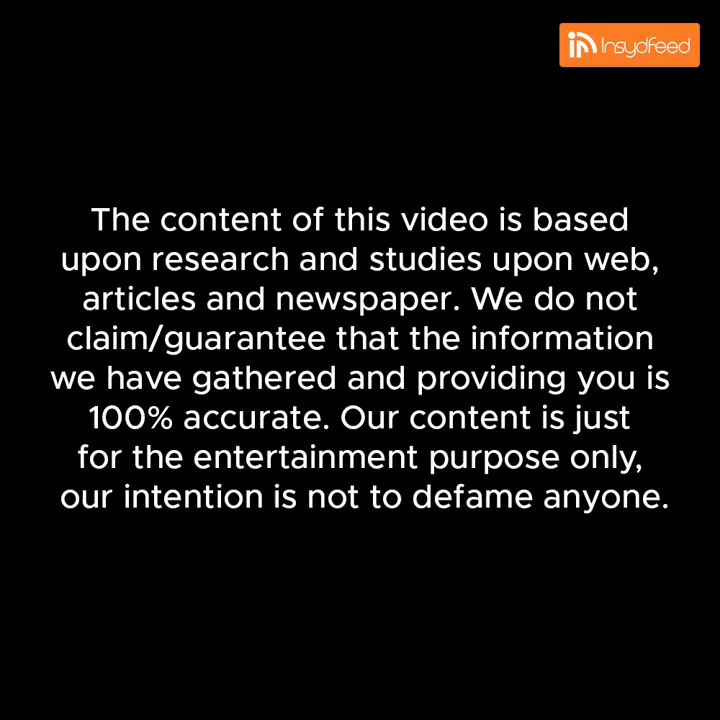 Insydfeed
The content of this video is based
upon research and studies upon web,
articles and newspaper. We do not
claim/guarantee that the information
we have gathered and providing you is
100% accurate. Our content is just
for the entertainment purpose only,
our intention is not to defame anyone.